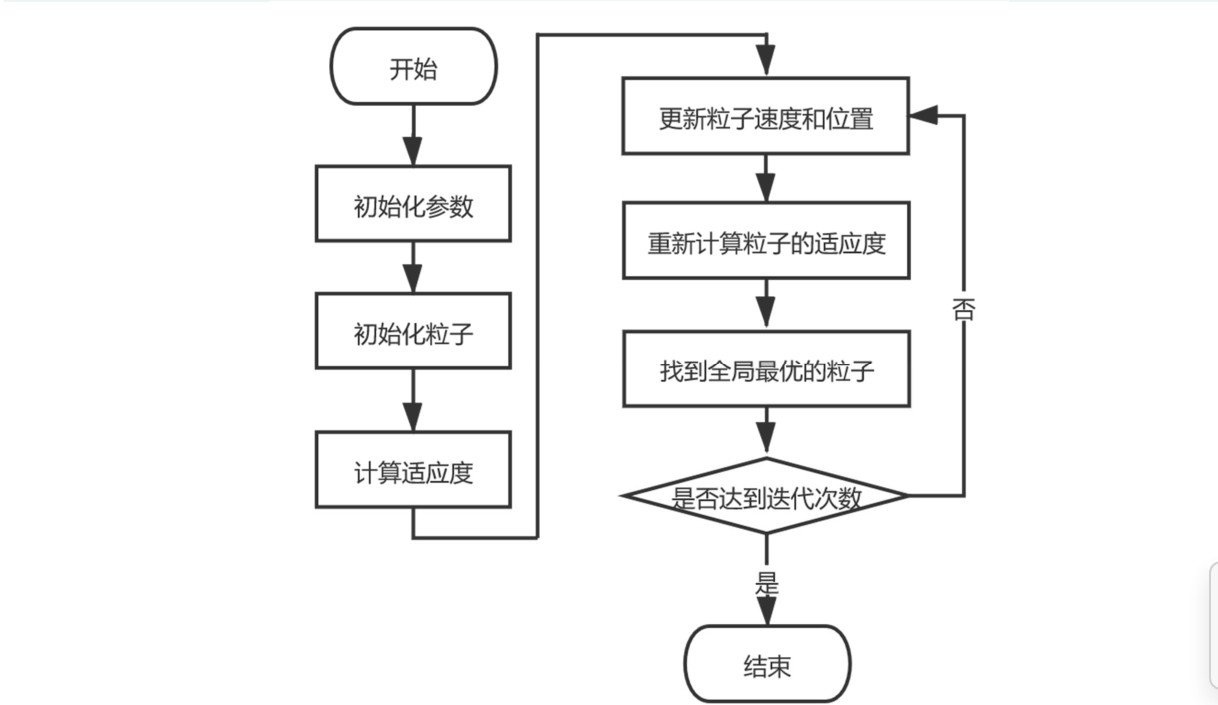 开始
初始化参数
初始化粒子
计算适应度
更新粒子速度和位置
重新计算粒子的适应度
找到全局最优的粒子
是否达到迭代次数
否
是
结束